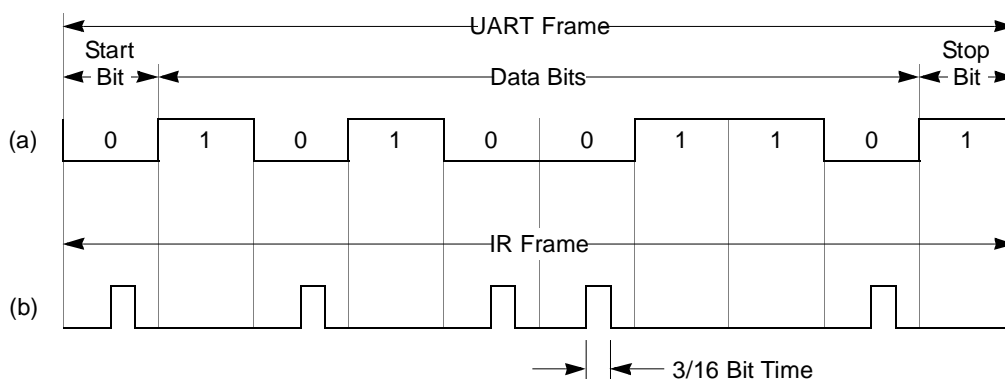 UART Frame
Start
Bit
Data Bits
Stop
Bit
(a)
0 1 0 1 0 0 1 1 0 1
IR Frame
(b)
3/16 Bit Time